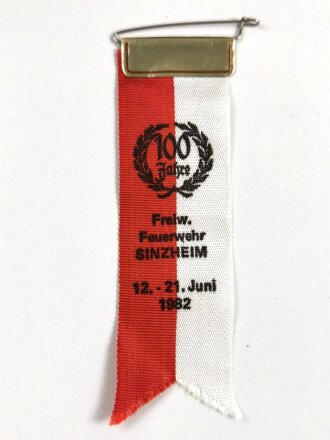 100
Jahre
Freiw.
Feuerwehr
SINZHEIM
12. - 21. Juni
1982